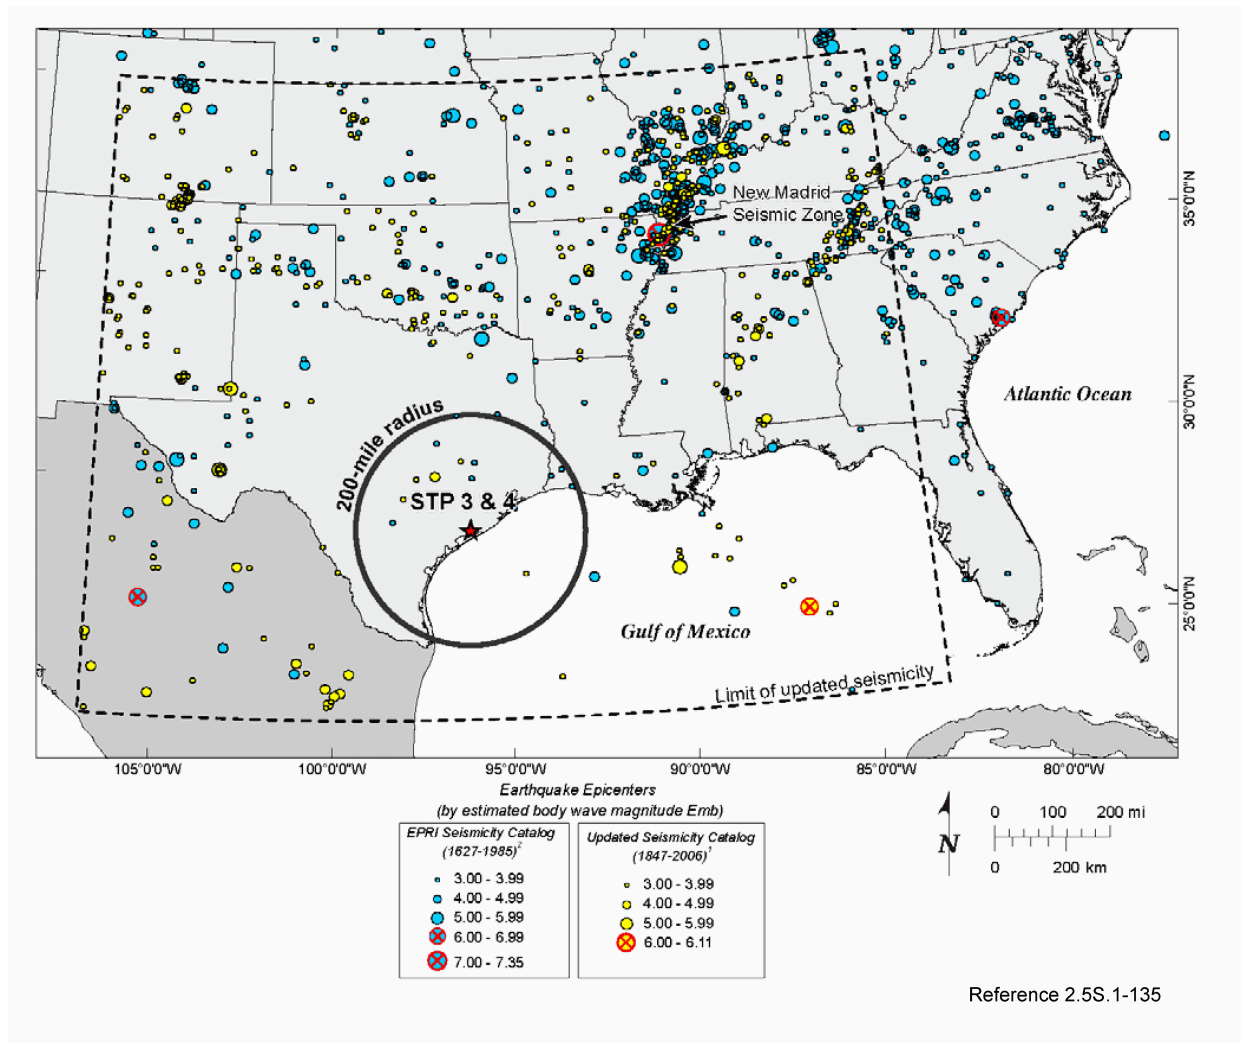 New Madrid
Seismic Zone
35°0'0"N
Atlantic Ocean
30°0'0"N
200-mile radius
STP 3 & 4
25°0'0"N
Gulf of Mexico
Limit of updated seismicity
105°0'0"W
100°0'0"W
95°0'0"W
90°0'0"W
85°0'0"W
80°0'0"W
Earthquake Epicenters
(by estimated body wave magnitude Emb)
EPRI Seismicity Catalog
(1627-1985)²
3.00 - 3.99
4.00 - 4.99
5.00 - 5.99
6.00 - 6.99
7.00 - 7.35
Updated Seismicity Catalog
(1847-2006)¹
3.00 - 3.99
4.00 - 4.99
5.00 - 5.99
6.00 - 6.11
N
0 100 200 mi
0 200 km
Reference 2.5S.1-135